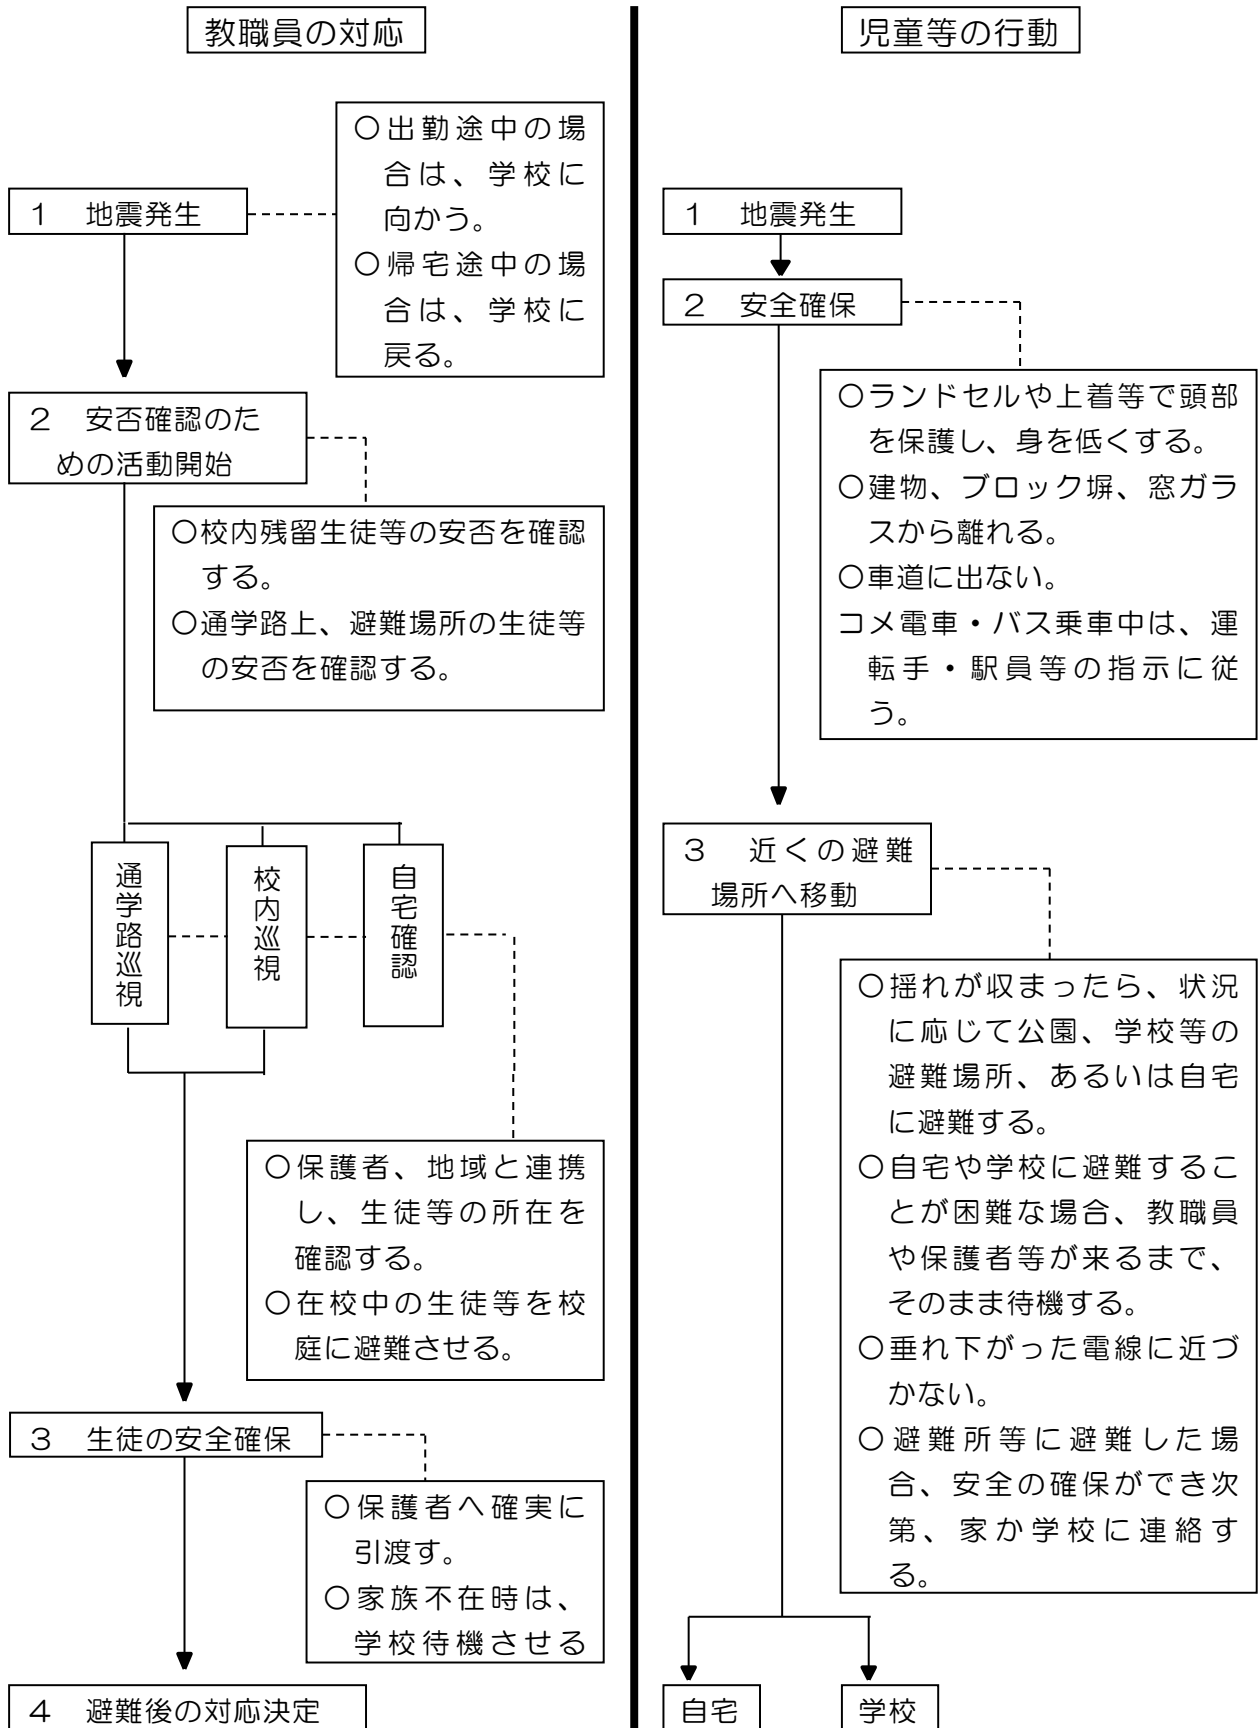 教職員の対応
○出勤途中の場
合は、学校に
向かう。
○帰宅途中の場
合は、学校に
戻る。
１　地震発生
２　安否確認のた
めの活動開始
○校内残留生徒等の安否を確認
する。
○通学路上、避難場所の生徒等
の安否を確認する。
通学路巡視
校内巡視
自宅確認
○保護者、地域と連携
し、生徒等の所在を
確認する。
○在校中の生徒等を校
庭に避難させる。
３　生徒の安全確保
○保護者へ確実に
引渡す。
○家族不在時は、
学校待機させる
４　避難後の対応決定
児童等の行動
１　地震発生
２　安全確保
○ランドセルや上着等で頭部
を保護し、身を低くする。
○建物、ブロック塀、窓ガラ
スから離れる。
○車道に出ない。
コメ電車・バス乗車中は、運
転手・駅員等の指示に従
う。
３　近くの避難
場所へ移動
○揺れが収まったら、状況
に応じて公園、学校等の
避難場所、あるいは自宅
に避難する。
○自宅や学校に避難するこ
とが困難な場合、教職員
や保護者等が来るまで、
そのまま待機する。
○垂れ下がった電線に近づ
かない。
○避難所等に避難した場
合、安全の確保ができ次
第、家か学校に連絡す
る。
自宅
学校